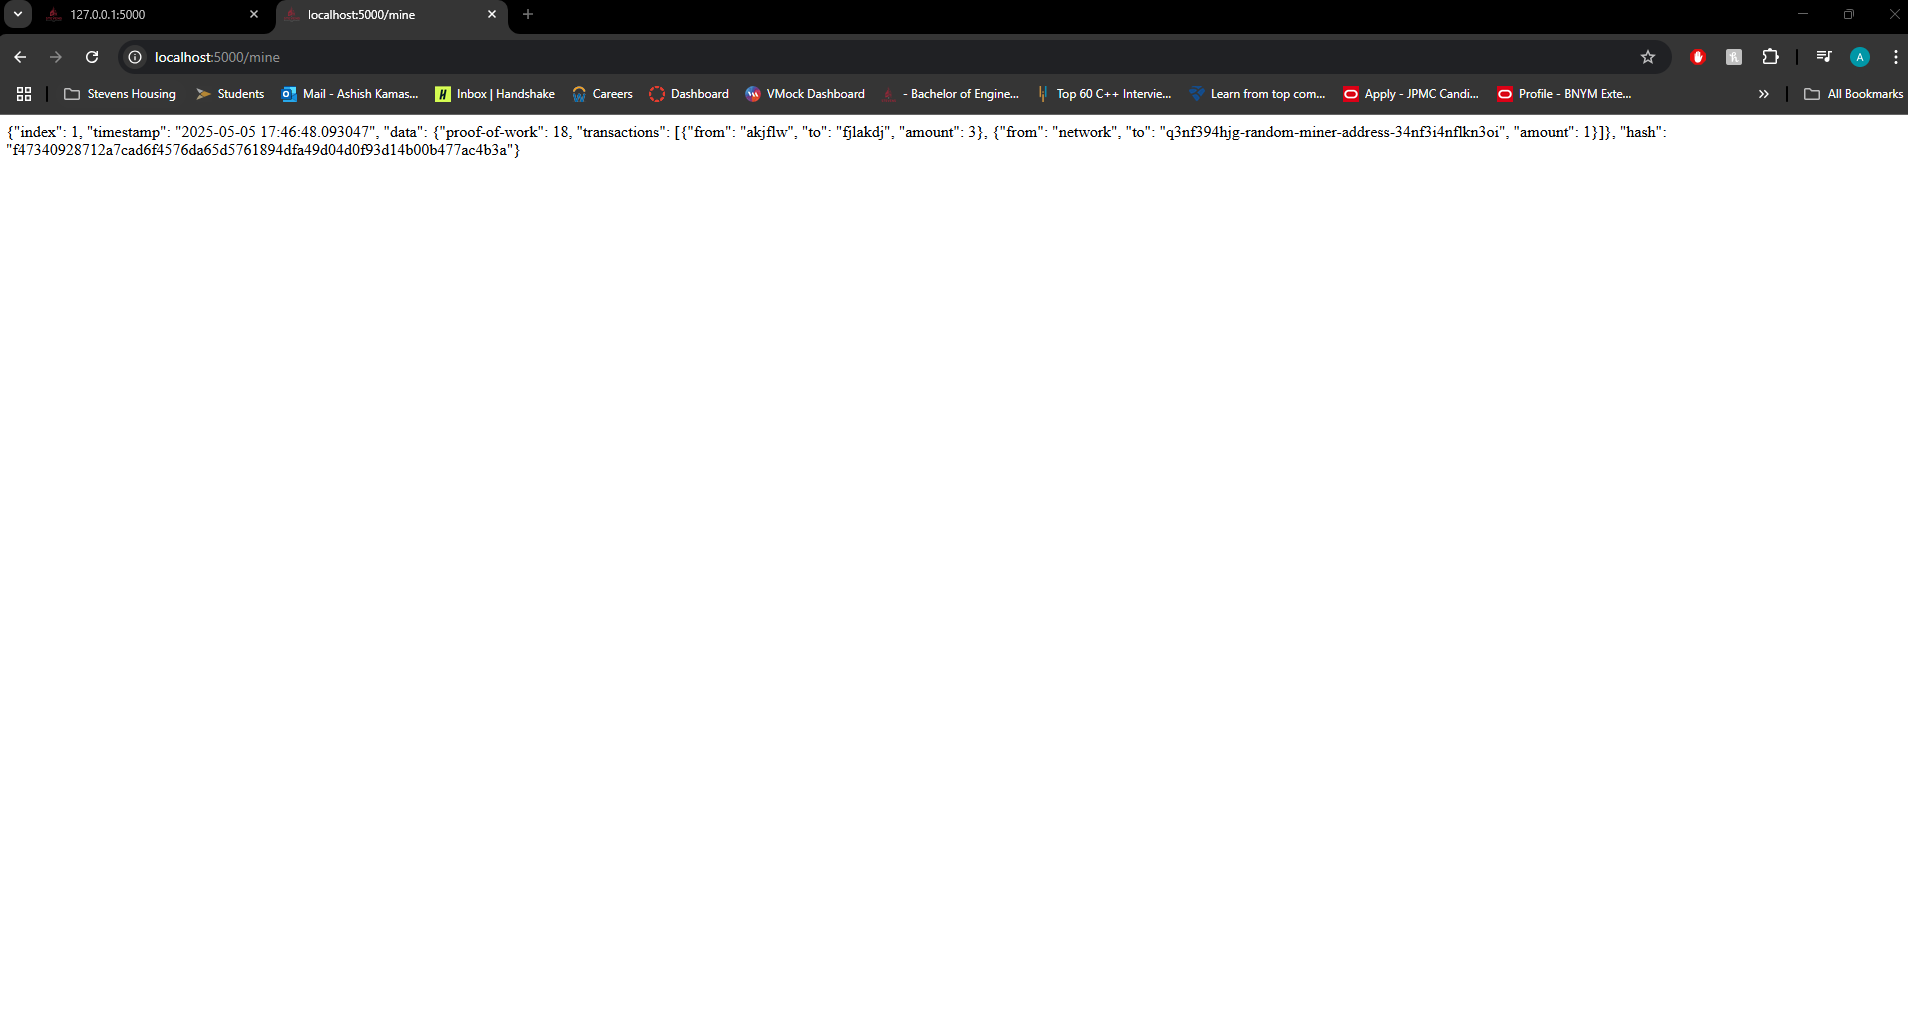 127.0.0.1:5000
localhost:5000/mine
localhost:5000/mine
A
Stevens Housing
Students
Mail - Ashish Kamas...
Inbox | Handshake
Careers
Dashboard
VMock Dashboard
- Bachelor of Engine...
Top 60 C++ Intervie...
Learn from top com...
Apply - JPMC Candi...
Profile - BNYM Exte...
All Bookmarks
{"index": 1, "timestamp": "2025-05-05 17:46:48.093047", "data": {"proof-of-work": 18, "transactions": [{"from": "akjflw", "to": "fjlakdj", "amount": 3}, {"from": "network", "to": "q3nf394hjg-random-miner-address-34nf3i4nflkn3oi", "amount": 1}]}, "hash":
"f47340928712a7cad6f4576da65d5761894dfa49d04d0f93d14b00b477ac4b3a"}